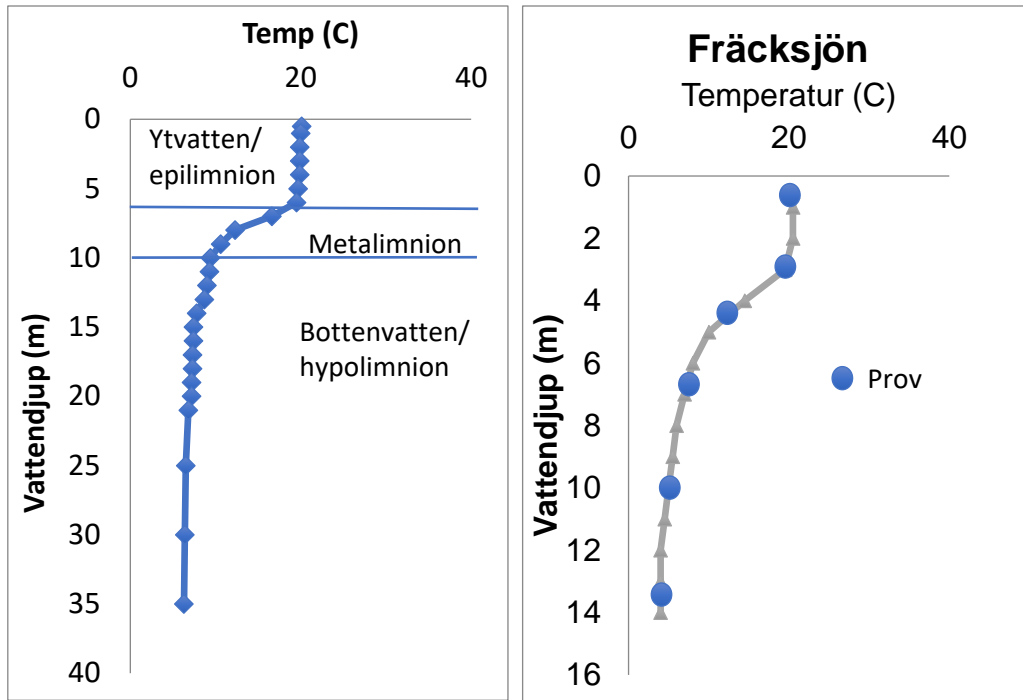 Temp (C)
0 20 40
0
5
10
15
20
25
30
35
40
Vattendjup (m)
Ytvatten/
epilimnion
Metalimnion
Bottenvatten/
hypolimnion
Fräcksjön
Temperatur (C)
0 20 40
0
2
4
6
8
10
12
14
16
Vattendjup (m)
Prov